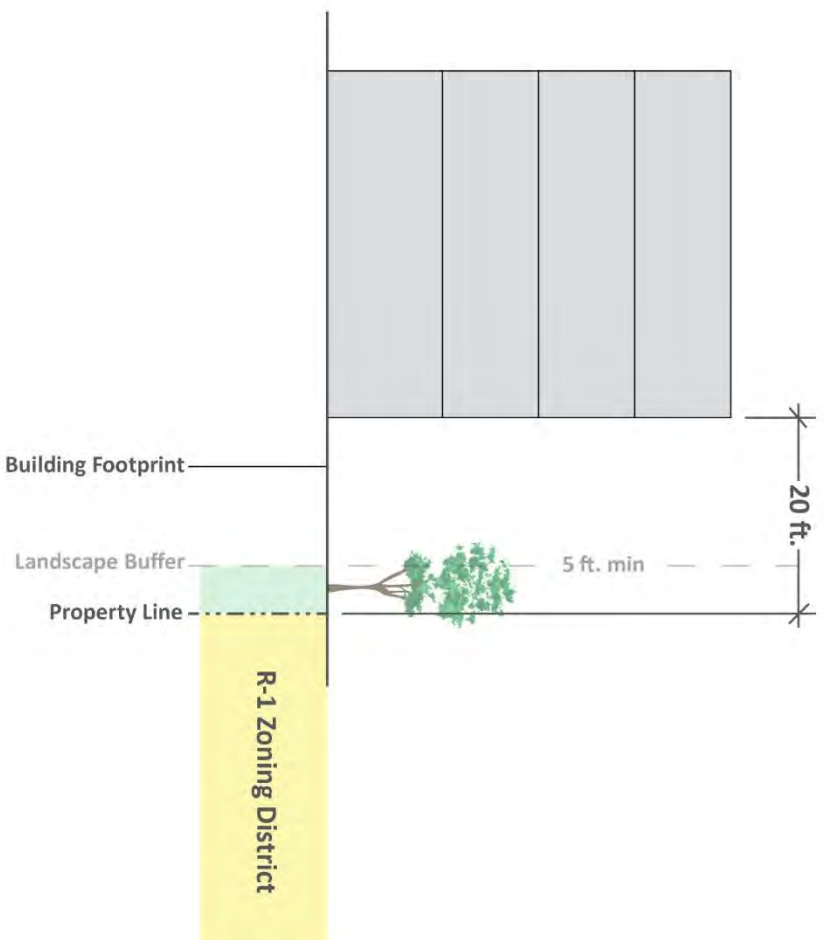 Building Footprint
20 ft.
Landscape Buffer
5 ft. min
Property Line
R-1 Zoning District